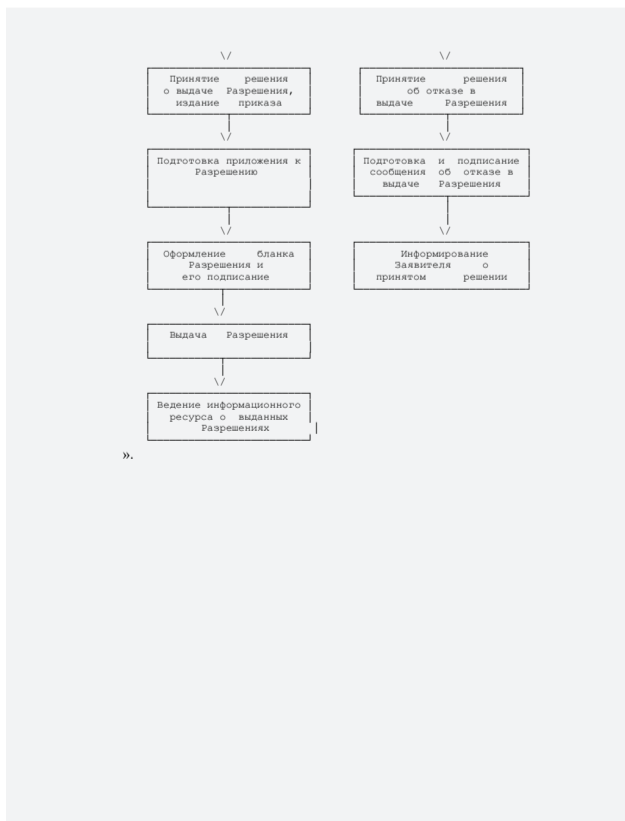 \/ \/
Принятие решения Принятие решения
о выдаче Разрешения, об отказе в
издание приказа выдаче Разрешения
\/ \/
Подготовка приложения к Подготовка и подписание
Разрешению сообщения об отказе в
выдаче Разрешения
\/ \/
Оформление бланка Информирование
Разрешения и Заявителя о
его подписание принятом решении
\/
Выдача Разрешения
\/
Ведение информационного
ресурса о выданных
Разрешениях
».